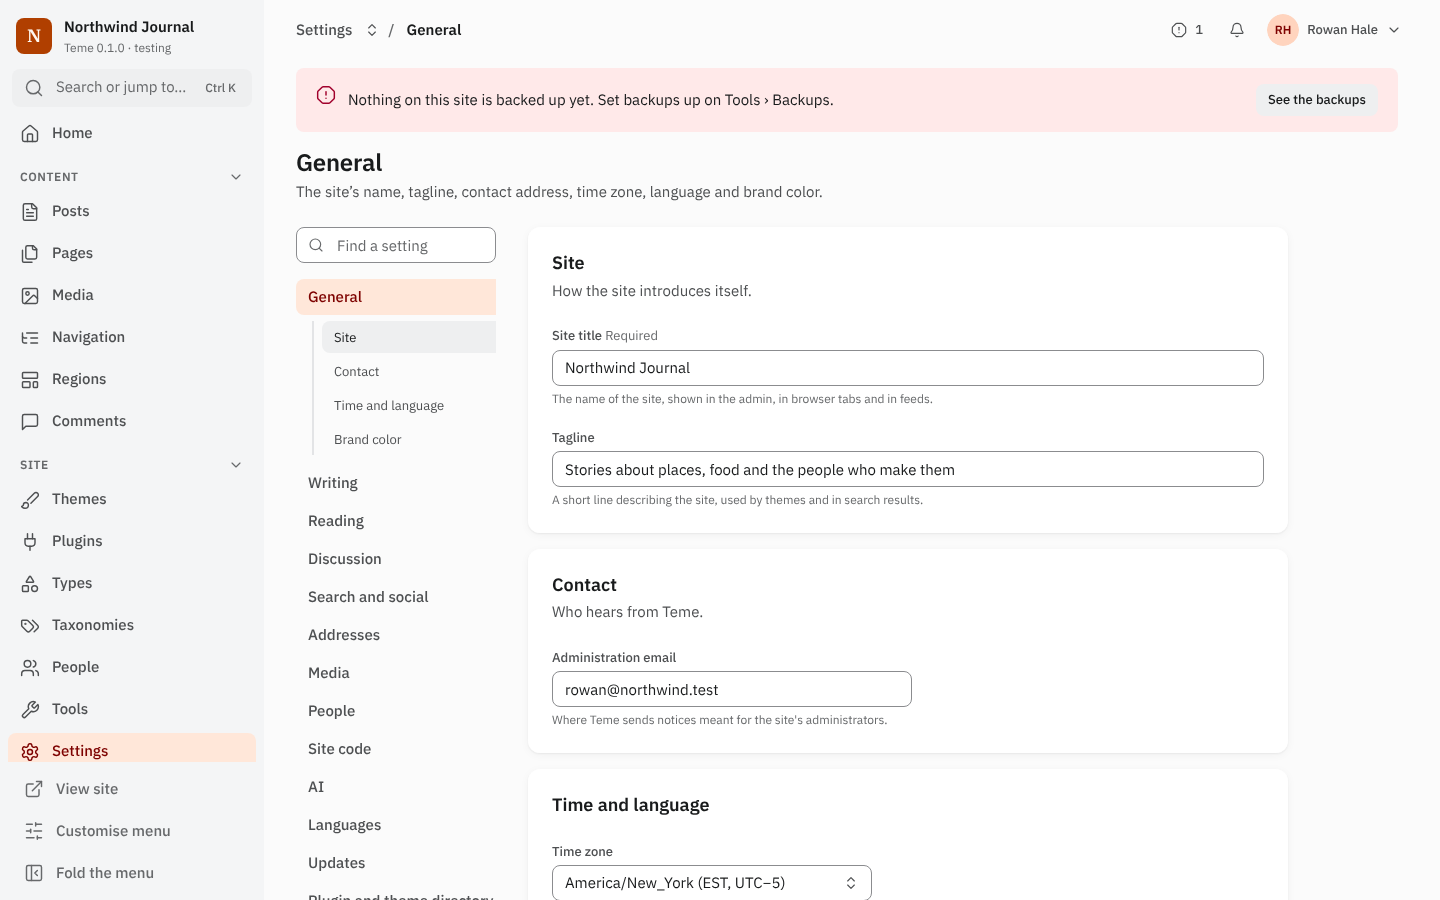 N
Northwind Journal
Teme 0.1.0 · testing
Search or jump to...
Ctrl K
Home
CONTENT
Posts
Pages
Media
Navigation
Regions
Comments
SITE
Themes
Plugins
Types
Taxonomies
People
Tools
Settings
View site
Customise menu
Fold the menu
Settings / General
1
RH
Rowan Hale
Nothing on this site is backed up yet. Set backups up on Tools › Backups.
See the backups
General
The site’s name, tagline, contact address, time zone, language and brand color.
Find a setting
General
Site
Contact
Time and language
Brand color
Writing
Reading
Discussion
Search and social
Addresses
Media
People
Site code
AI
Languages
Updates
Plugin and theme directory
Site
How the site introduces itself.
Site title Required
Northwind Journal
The name of the site, shown in the admin, in browser tabs and in feeds.
Tagline
Stories about places, food and the people who make them
A short line describing the site, used by themes and in search results.
Contact
Who hears from Teme.
Administration email
rowan@northwind.test
Where Teme sends notices meant for the site's administrators.
Time and language
Time zone
America/New_York (EST, UTC−5)